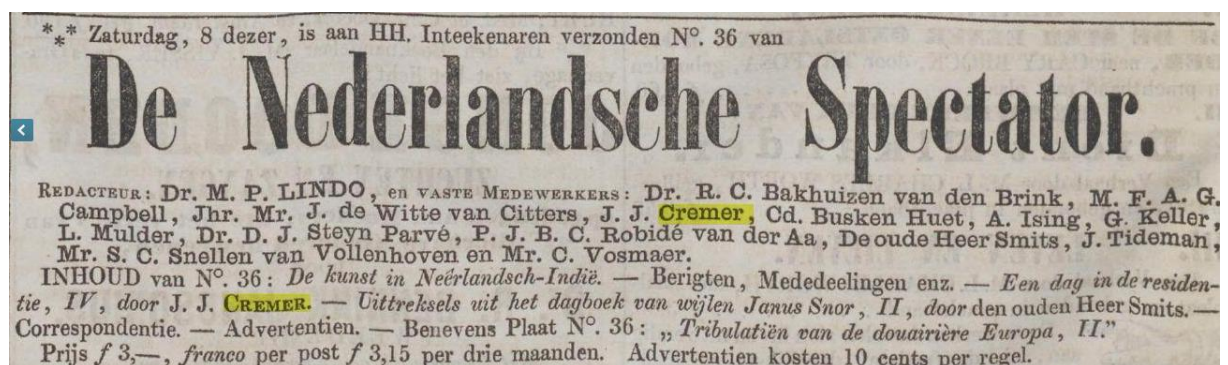 *** Zaturdag, 8 dezer, is aan HH. Inteekenaren verzonden N°. 36 van
De Nederlandsche Spectator.
REDACTEUR: Dr. M. P. LINDO, en VASTE MEDEWERKERS: Dr. R. C. Bakhuizen van den Brink, M. F. A. G.
Campbell, Jhr. Mr. J. de Witte van Citters, J. J. Cremer, Cd. Busken Huet, A. Ising, G. Keller,
L. Mulder, Dr. D. J. Steyn Parvé, P. J. B. C. Robidé van der Aa, De oude Heer Smits, J. Tideman,
Mr. S. C. Snellen van Vollenhoven en Mr. C. Vosmaer.
INHOUD van N°. 36: De kunst in Neêrlandsch-Indië. — Berigten, Mededeelingen enz. — Een dag in de residen-
tie, IV, door J. J. CREMER. — Uittreksels uit het dagboek van wijlen Janus Snor, II, door den ouden Heer Smits. —
Correspondentie. — Advertentien. — Benevens Plaat N°. 36: „Tribulatiën van de douairière Europa, II."
Prijs f 3,—, franco per post f 3,15 per drie maanden. Advertentien kosten 10 cents per regel.